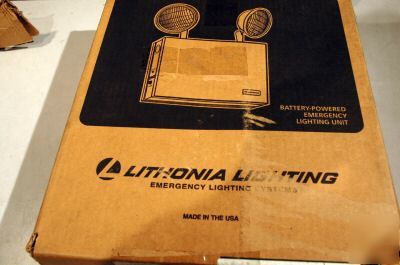 BATTERY-POWERED
EMERGENCY
LIGHTING UNIT
LITHONIA LIGHTING
EMERGENCY LIGHTING SYSTEMS
MADE IN THE USA